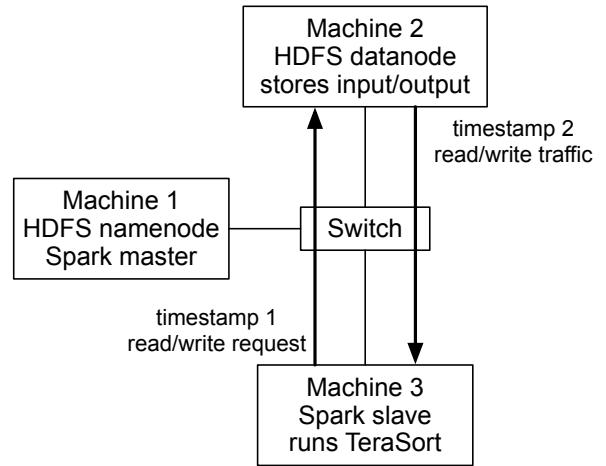 Machine 2
HDFS datanode
stores input/output
timestamp 2
read/write traffic
Machine 1
HDFS namenode
Spark master
Switch
timestamp 1
read/write request
Machine 3
Spark slave
runs TeraSort